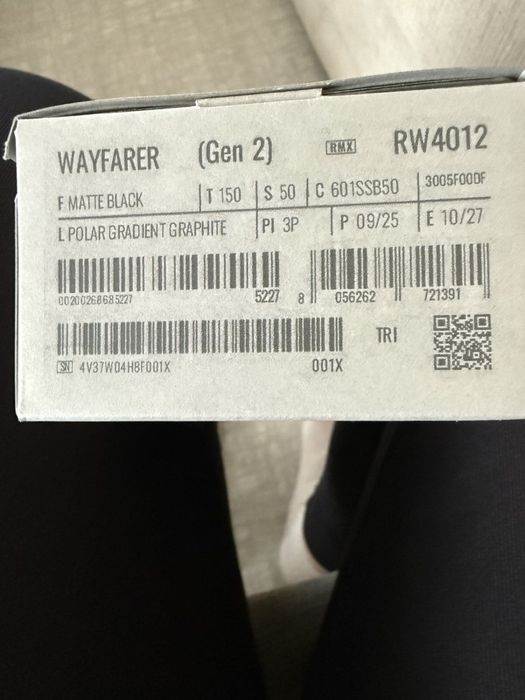 WAYFARER (Gen 2) RMX RW4012
F MATTE BLACK T 150 S 50 C 601SSB50 3005F00DF
L POLAR GRADIENT GRAPHITE PI 3P P 09/25 E 10/27
00200268685227 5227 8 056262 721391
TRI
SN 4V37W04H8F001X 001X